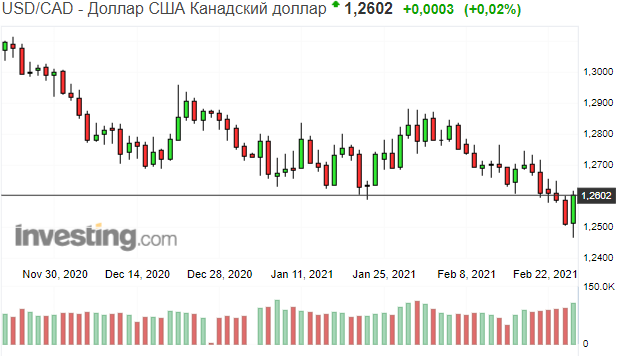 USD/CAD - Доллар США Канадский доллар 1,2602 +0,0003 (+0,02%)
1,3000
1,2900
1,2800
1,2700
1,2602
1,2500
1,2400
Investing.com
Nov 30, 2020 Dec 14, 2020 Dec 28, 2020 Jan 11, 2021 Jan 25, 2021 Feb 8, 2021 Feb 22, 2021
150.0K
0